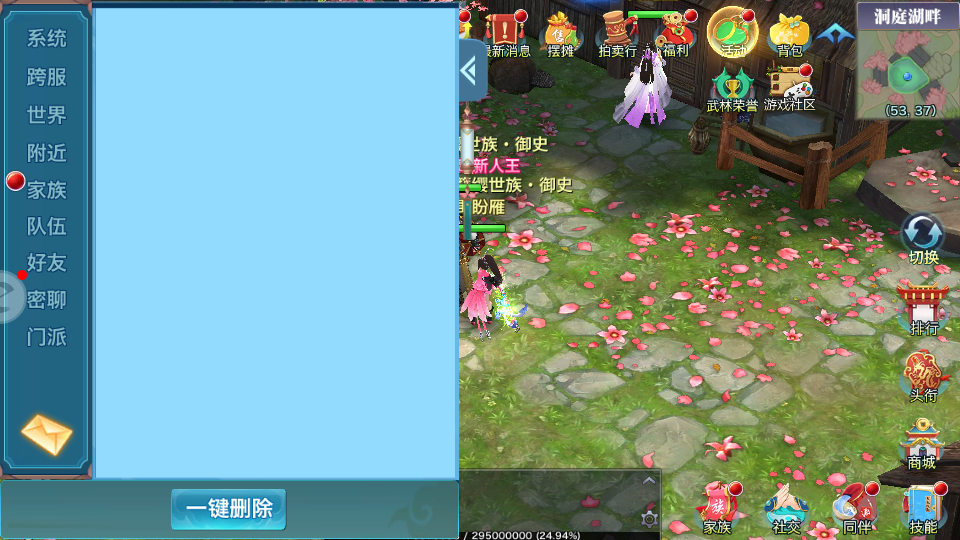 系统
跨服
世界
附近
家族
队伍
好友
密聊
门派
一键删除
最新消息
摆摊
售
拍卖行
福利
活动
背包
武林荣誉
游戏社区
洞庭湖畔
(53, 37)
世族·御史
新人王
缨世族·御史
盼雁
切换
排行
头衔
商城
族
家族
社交
同伴
技能
/ 295000000 (24.94%)